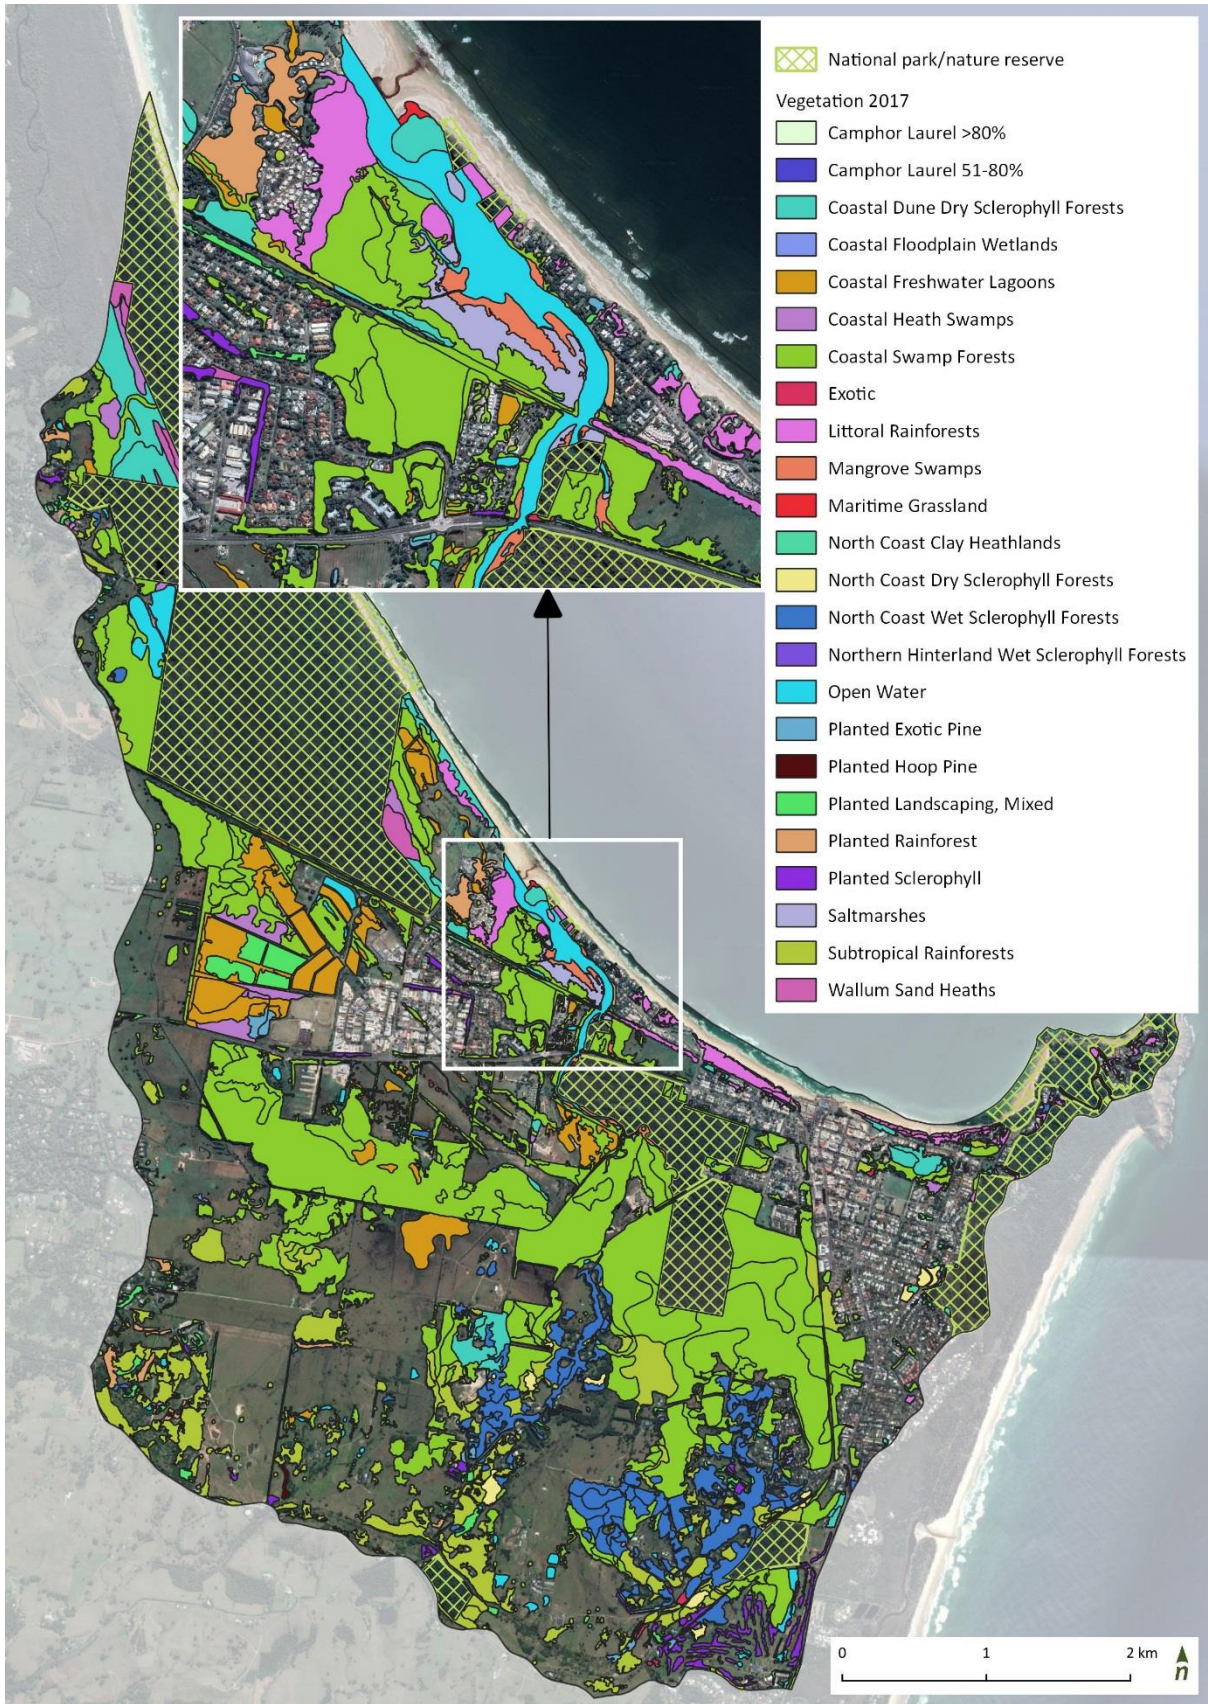 National park/nature reserve
Vegetation 2017
Camphor Laurel >80%
Camphor Laurel 51-80%
Coastal Dune Dry Sclerophyll Forests
Coastal Floodplain Wetlands
Coastal Freshwater Lagoons
Coastal Heath Swamps
Coastal Swamp Forests
Exotic
Littoral Rainforests
Mangrove Swamps
Maritime Grassland
North Coast Clay Heathlands
North Coast Dry Sclerophyll Forests
North Coast Wet Sclerophyll Forests
Northern Hinterland Wet Sclerophyll Forests
Open Water
Planted Exotic Pine
Planted Hoop Pine
Planted Landscaping, Mixed
Planted Rainforest
Planted Sclerophyll
Saltmarshes
Subtropical Rainforests
Wallum Sand Heaths
0 1 2 km
n